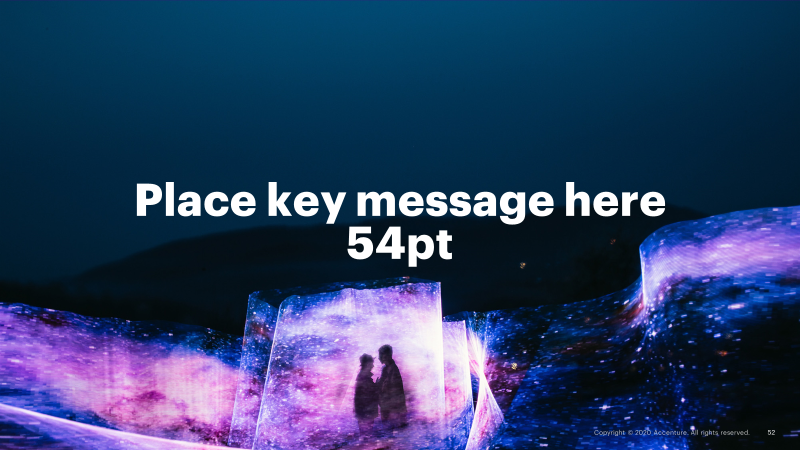 Place key message here
54pt
Copyright © 2020 Accenture. All rights reserved. 52